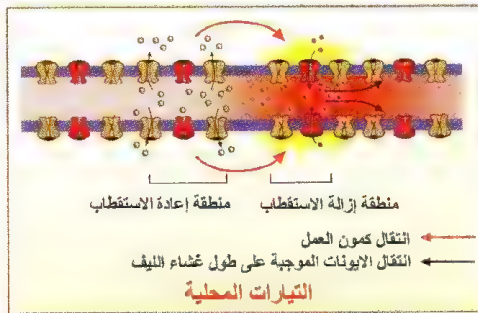 منطقة إزالة الاستقطاب منطقة إعادة الاستقطاب
انتقال كمون العمل
انتقال الايونات الموجبة على طول غشاء الليف
التيارات المحلية